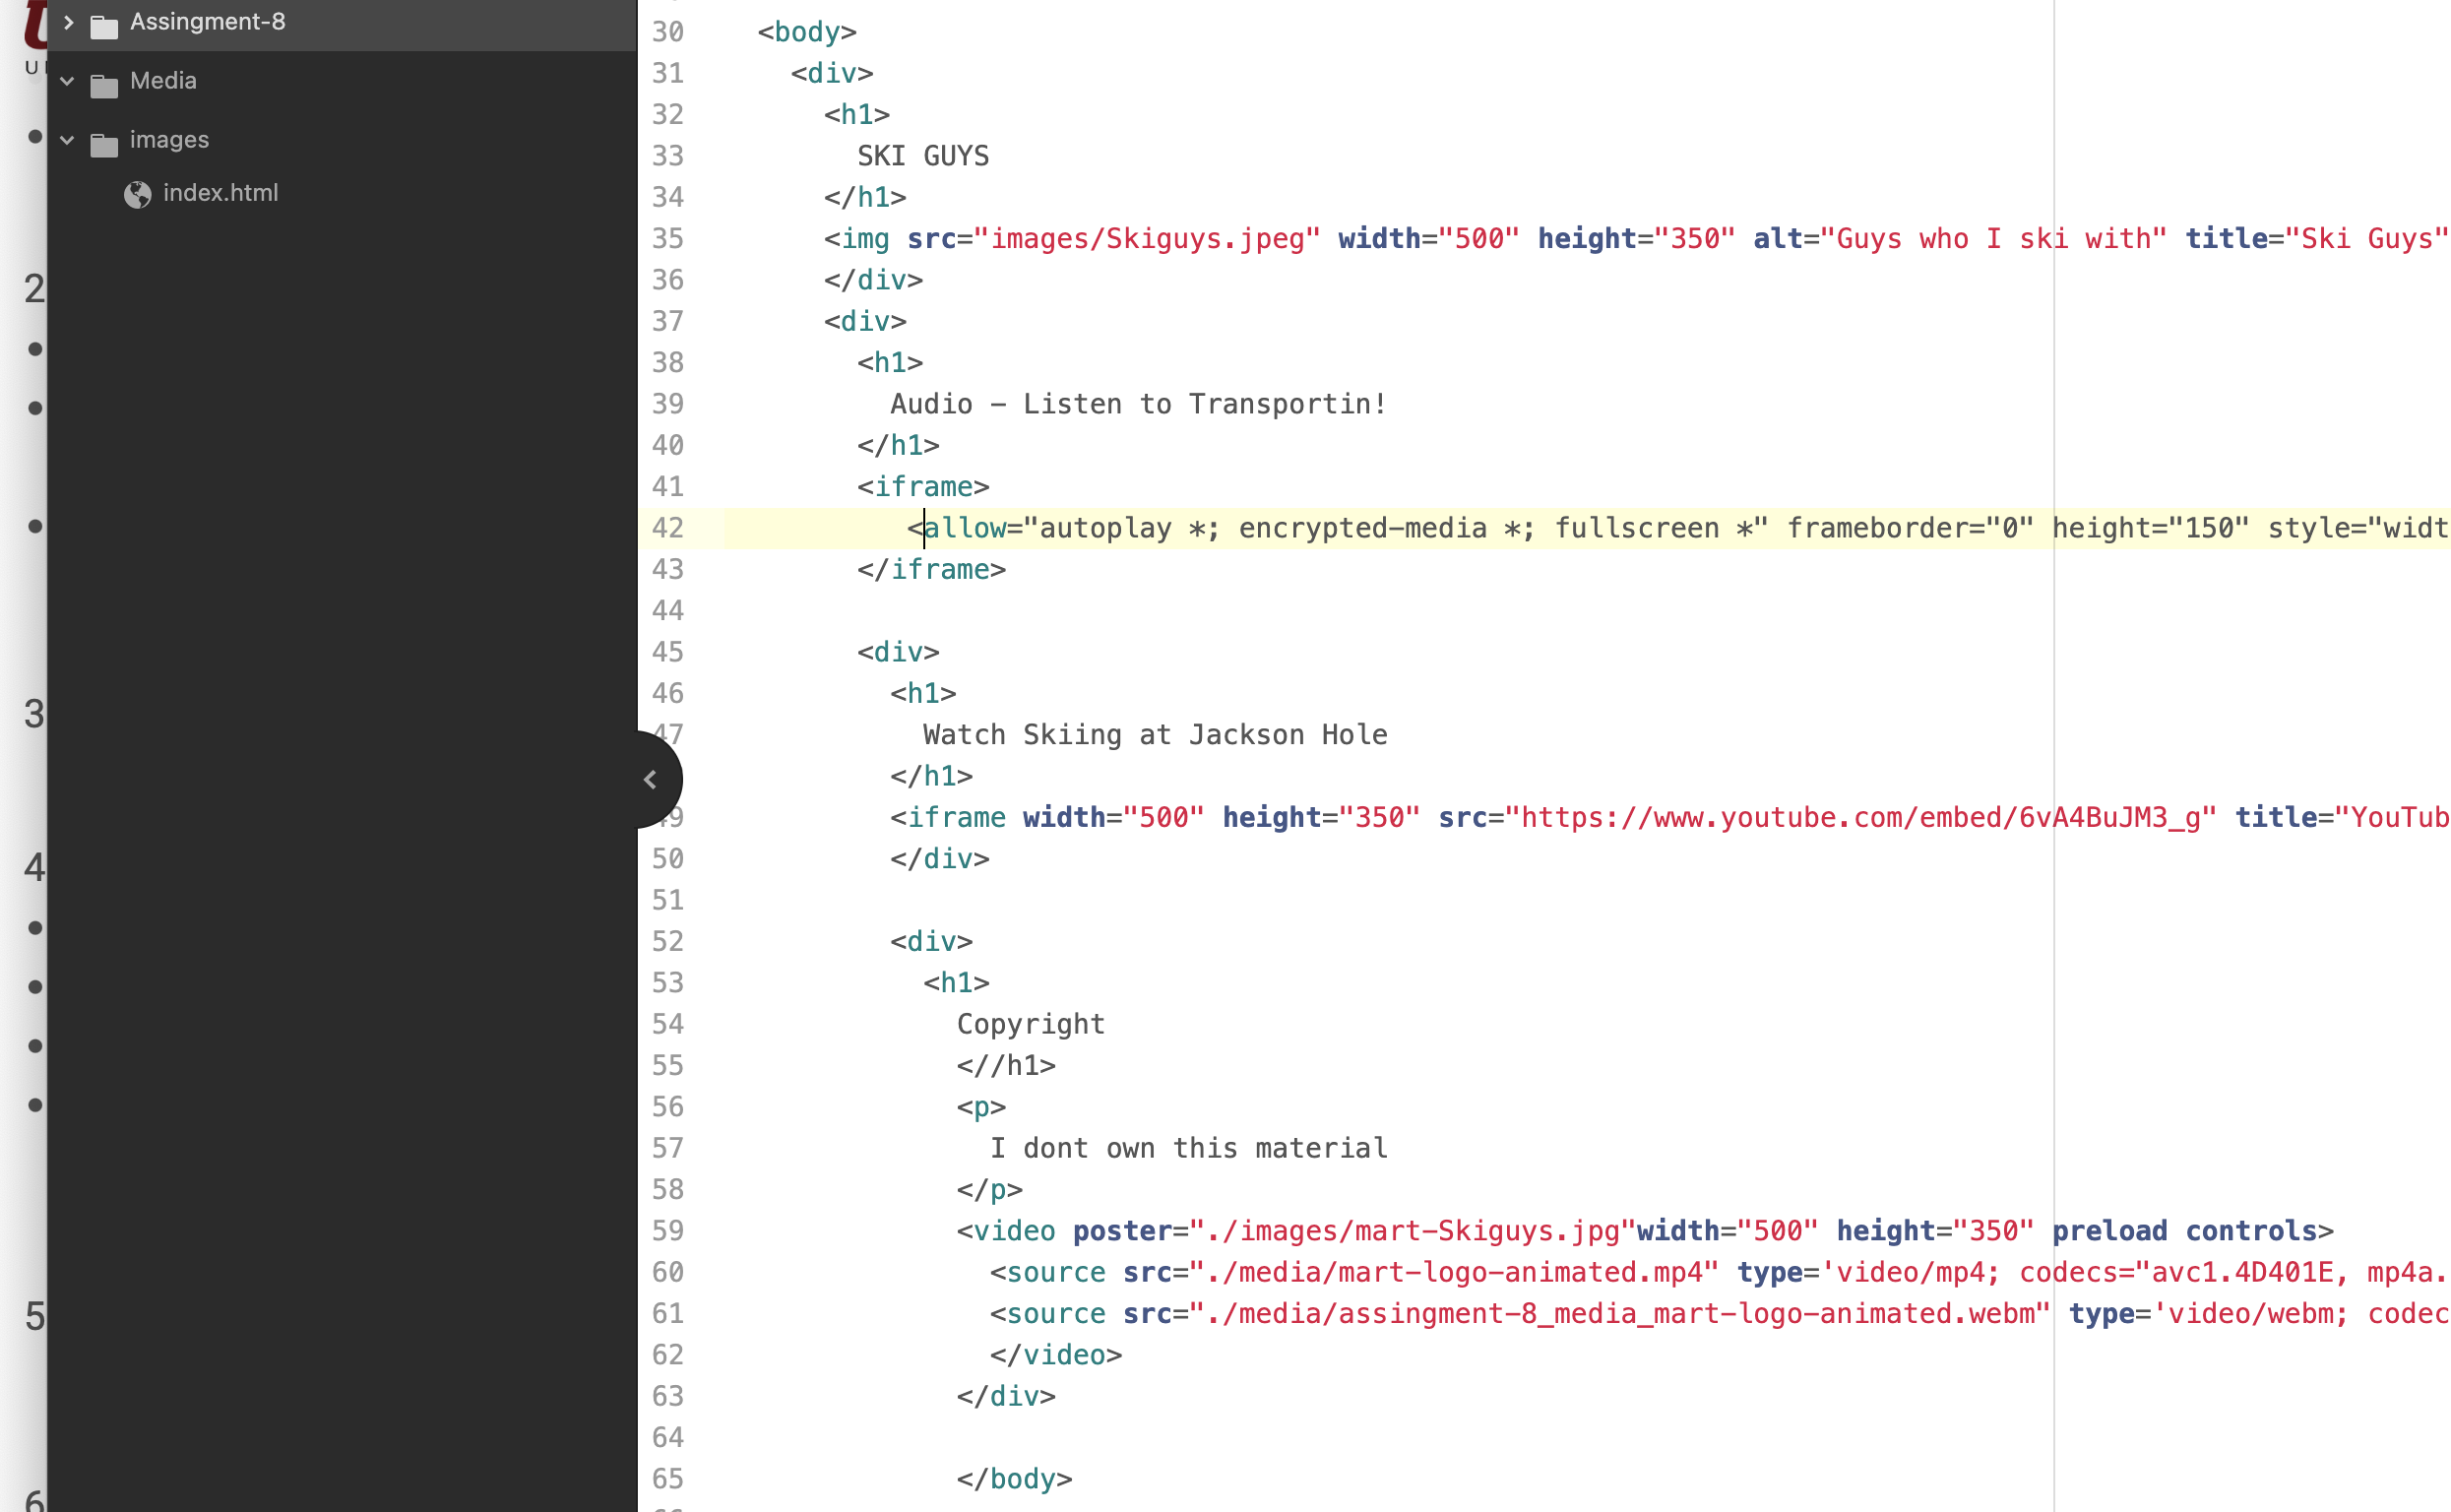 Assingment-8
Media
images
index.html
2
3
4
5
6
30 <body>
31 <div>
32 <h1>
33 SKI GUYS
34 </h1>
35 <img src="images/Skiguys.jpeg" width="500" height="350" alt="Guys who I ski with" title="Ski Guys"
36 </div>
37 <div>
38 <h1>
39 Audio – Listen to Transportin!
40 </h1>
41 <iframe>
42 <allow="autoplay *; encrypted-media *; fullscreen *" frameborder="0" height="150" style="widt
43 </iframe>
44
45 <div>
46 <h1>
47 Watch Skiing at Jackson Hole
</h1>
49 <iframe width="500" height="350" src="https://www.youtube.com/embed/6vA4BuJM3_g" title="YouTub
50 </div>
51
52 <div>
53 <h1>
54 Copyright
55 <//h1>
56 <p>
57 I dont own this material
58 </p>
59 <video poster="./images/mart-Skiguys.jpg"width="500" height="350" preload controls>
60 <source src="./media/mart-logo-animated.mp4" type='video/mp4; codecs="avc1.4D401E, mp4a.
61 <source src="./media/assingment-8_media_mart-logo-animated.webm" type='video/webm; codec
62 </video>
63 </div>
64
65 </body>